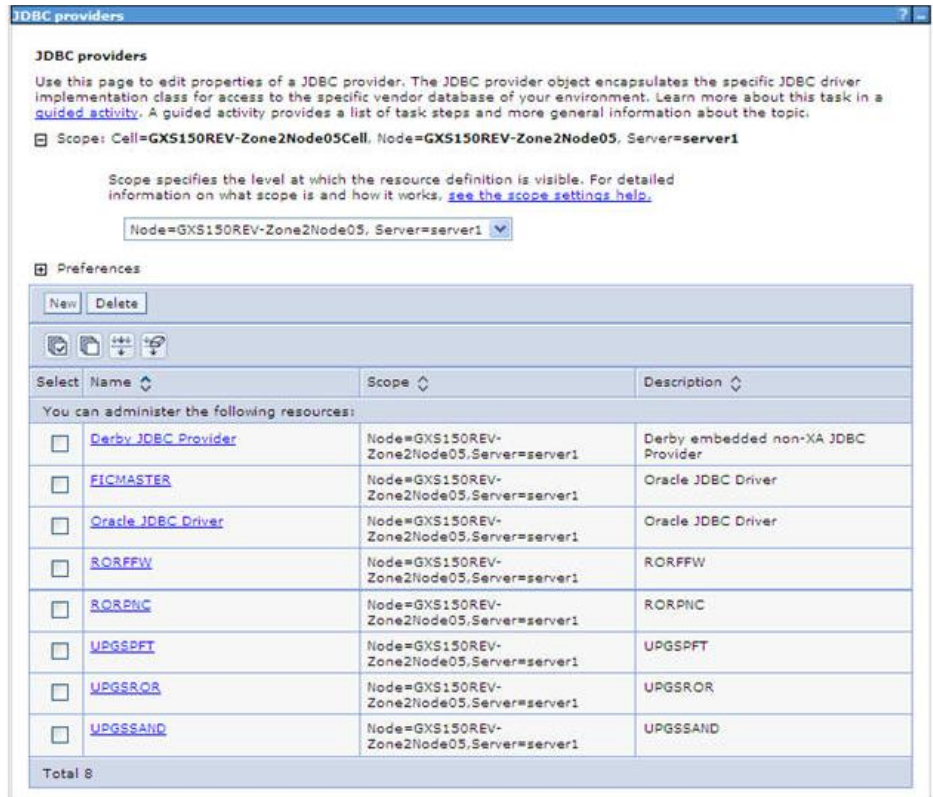 JDBC providers ? -
JDBC providers
Use this page to edit properties of a JDBC provider. The JDBC provider object encapsulates the specific JDBC driver
implementation class for access to the specific vendor database of your environment. Learn more about this task in a
guided activity. A guided activity provides a list of task steps and more general information about the topic.
Scope: Cell=GXS150REV-Zone2Node05Cell, Node=GXS150REV-Zone2Node05, Server=server1
Scope specifies the level at which the resource definition is visible. For detailed
information on what scope is and how it works, see the scope settings help.
Node=GXS150REV-Zone2Node05, Server=server1
Preferences
New Delete
Select Name Scope Description
You can administer the following resources:
Derby JDBC Provider Node=GXS150REV- Derby embedded non-XA JDBC
Zone2Node05,Server=server1 Provider
FICMASTER Node=GXS150REV- Oracle JDBC Driver
Zone2Node05,Server=server1
Oracle JDBC Driver Node=GXS150REV- Oracle JDBC Driver
Zone2Node05,Server=server1
RORFFW Node=GXS150REV- RORFFW
Zone2Node05,Server=server1
RORPNC Node=GXS150REV- RORPNC
Zone2Node05,Server=server1
UPGSPFT Node=GXS150REV- UPGSPFT
Zone2Node05,Server=server1
UPGSROR Node=GXS150REV- UPGSROR
Zone2Node05,Server=server1
UPGSSAND Node=GXS150REV- UPGSSAND
Zone2Node05,Server=server1
Total 8